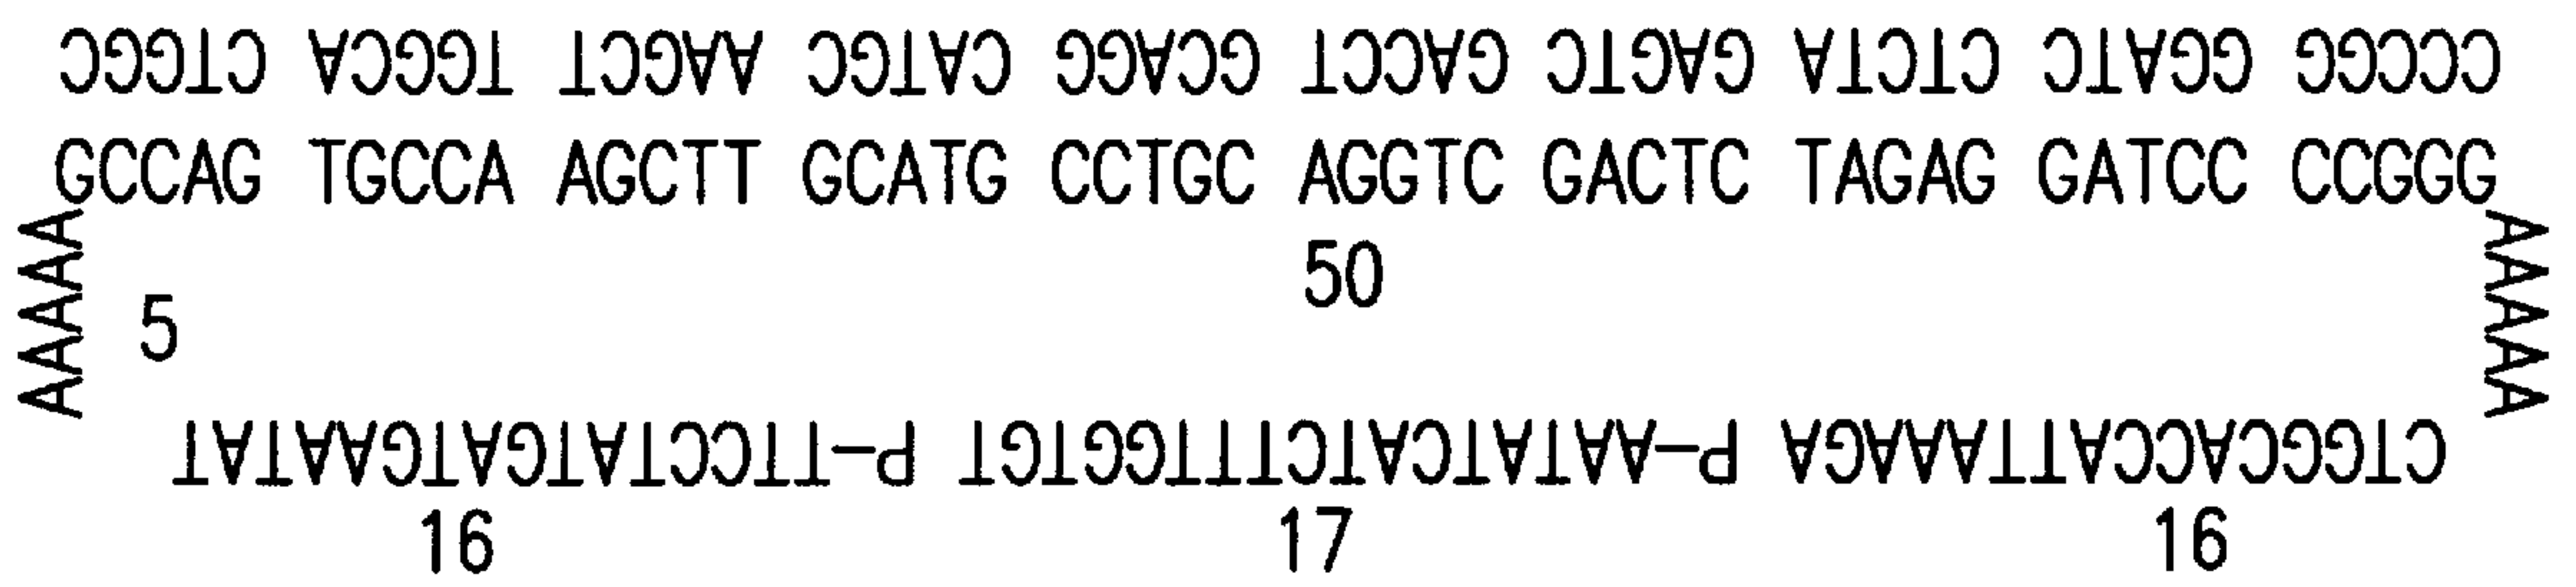 CCCGG GGATC CTCTA GAGTC GACCT GCAGG CATGC AAGCT TGGCA CTGGC
GCCAG TGCCA AGCTT GCATG CCTGC AGGTC GACTC TAGAG GATCC CCGGG
AAAAA
5
50
AAAAA
CTGGCACCATTAAAGA P-AATATCATCTTTGGTGT P-TTCCTATGATGAATAT
16 17 16